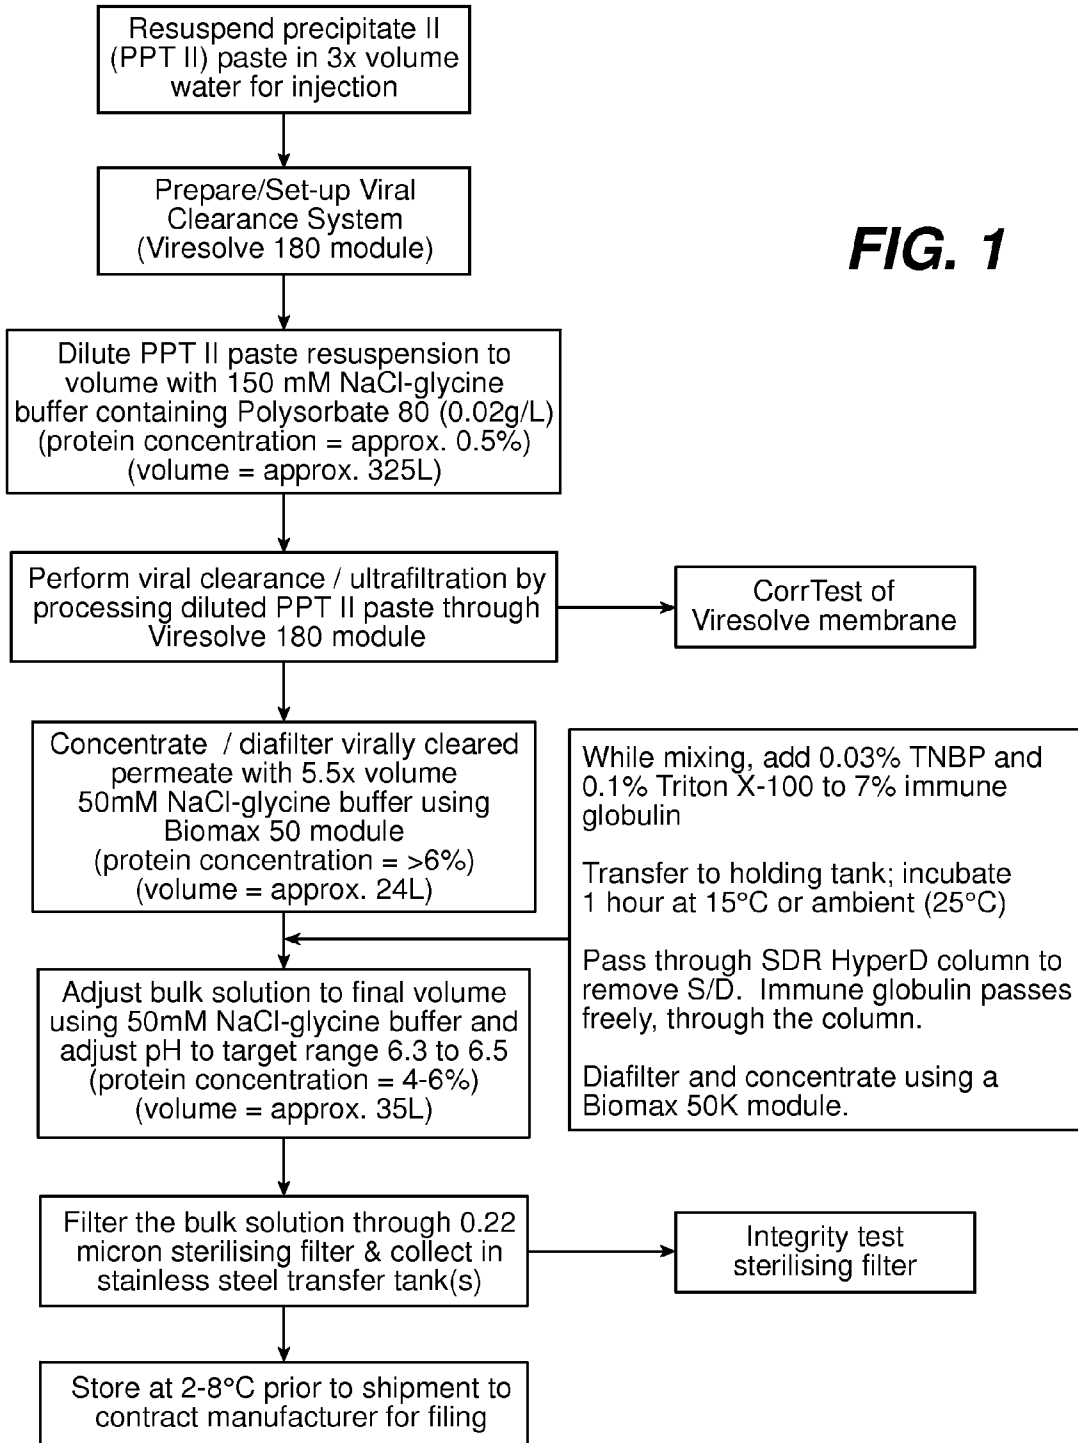 Resuspend precipitate II
(PPT II) paste in 3x volume
water for injection
Prepare/Set-up Viral
Clearance System
(Viresolve 180 module)
FIG. 1
Dilute PPT II paste resuspension to
volume with 150 mM NaCl-glycine
buffer containing Polysorbate 80 (0.02g/L)
(protein concentration = approx. 0.5%)
(volume = approx. 325L)
Perform viral clearance / ultrafiltration by
processing diluted PPT II paste through
Viresolve 180 module
CorrTest of
Viresolve membrane
Concentrate / diafilter virally cleared
permeate with 5.5x volume
50mM NaCl-glycine buffer using
Biomax 50 module
(protein concentration = >6%)
(volume = approx. 24L)
While mixing, add 0.03% TNBP and
0.1% Triton X-100 to 7% immune
globulin
Transfer to holding tank; incubate
1 hour at 15°C or ambient (25°C)
Pass through SDR HyperD column to
remove S/D. Immune globulin passes
freely, through the column.
Diafilter and concentrate using a
Biomax 50K module.
Adjust bulk solution to final volume
using 50mM NaCl-glycine buffer and
adjust pH to target range 6.3 to 6.5
(protein concentration = 4-6%)
(volume = approx. 35L)
Filter the bulk solution through 0.22
micron sterilising filter & collect in
stainless steel transfer tank(s)
Integrity test
sterilising filter
Store at 2-8°C prior to shipment to
contract manufacturer for filing